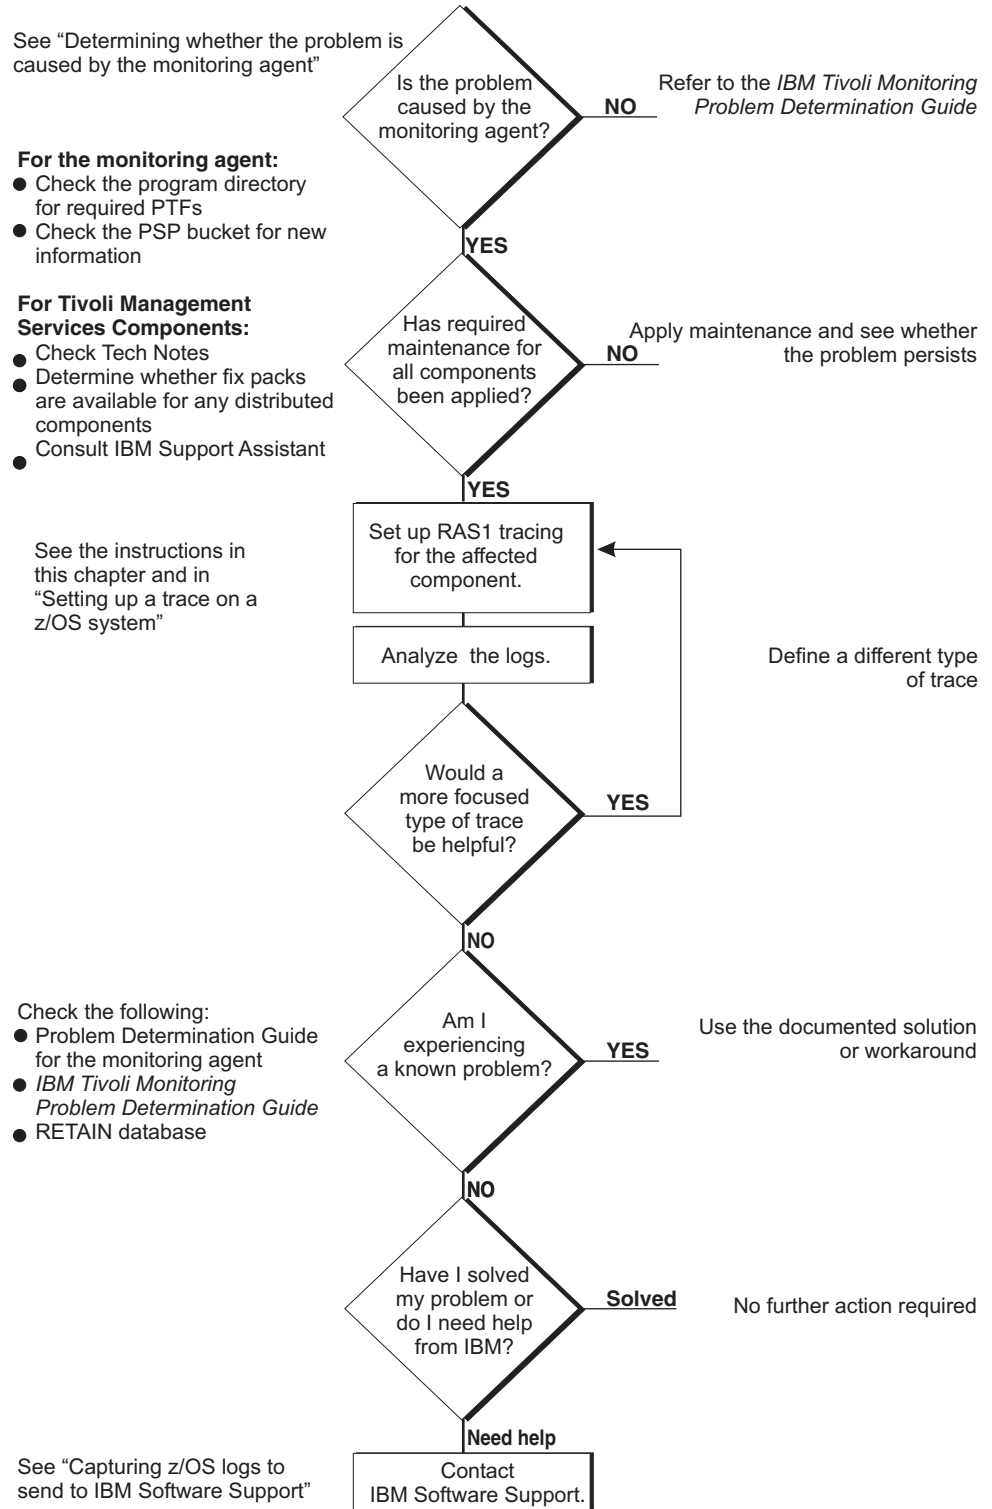 See “Determining whether the problem is
caused by the monitoring agent”
Is the problem
caused by the
monitoring agent?
NO
Refer to the IBM Tivoli Monitoring
Problem Determination Guide
For the monitoring agent:
● Check the program directory
for required PTFs
● Check the PSP bucket for new
information
YES
For Tivoli Management
Services Components:
● Check Tech Notes
● Determine whether fix packs
are available for any distributed
components
● Consult IBM Support Assistant
Has required
maintenance for
all components
been applied?
NO
Apply maintenance and see whether
the problem persists
YES
See the instructions in
this chapter and in
“Setting up a trace on a
z/OS system”
Set up RAS1 tracing
for the affected
component.
Analyze the logs.
Define a different type
of trace
Would a
more focused
type of trace
be helpful?
YES
NO
Check the following:
● Problem Determination Guide
for the monitoring agent
● IBM Tivoli Monitoring
Problem Determination Guide
● RETAIN database
Am I
experiencing
a known problem?
YES
Use the documented solution
or workaround
NO
Have I solved
my problem or
do I need help
from IBM?
Solved
No further action required
Need help
See “Capturing z/OS logs to
send to IBM Software Support”
Contact
IBM Software Support.